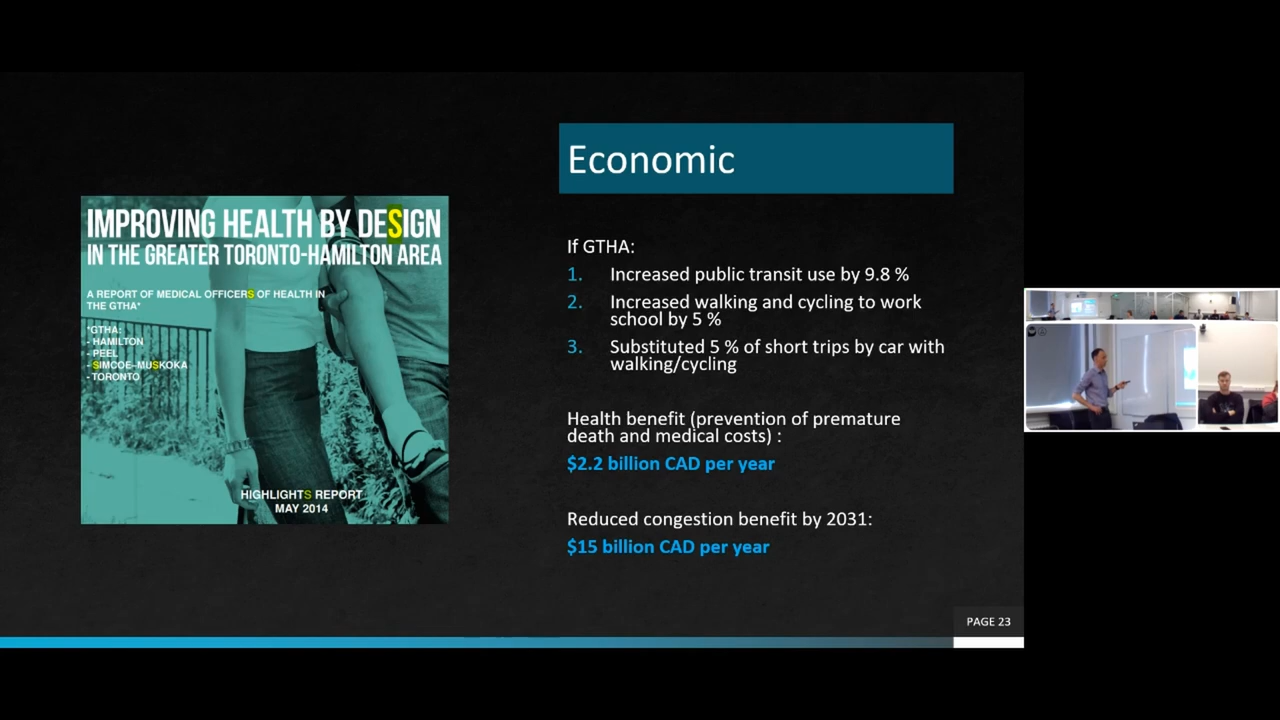 IMPROVING HEALTH BY DESIGN
IN THE GREATER TORONTO-HAMILTON AREA
A REPORT OF MEDICAL OFFICERS OF HEALTH IN
THE GTHA*
*GTHA:
- HAMILTON
- PEEL
- SIMCOE-MUSKOKA
- TORONTO
HIGHLIGHTS REPORT
MAY 2014
Economic
If GTHA:
1. Increased public transit use by 9.8 %
2. Increased walking and cycling to work
school by 5 %
3. Substituted 5 % of short trips by car with
walking/cycling
Health benefit (prevention of premature
death and medical costs) :
$2.2 billion CAD per year
Reduced congestion benefit by 2031:
$15 billion CAD per year
PAGE 23